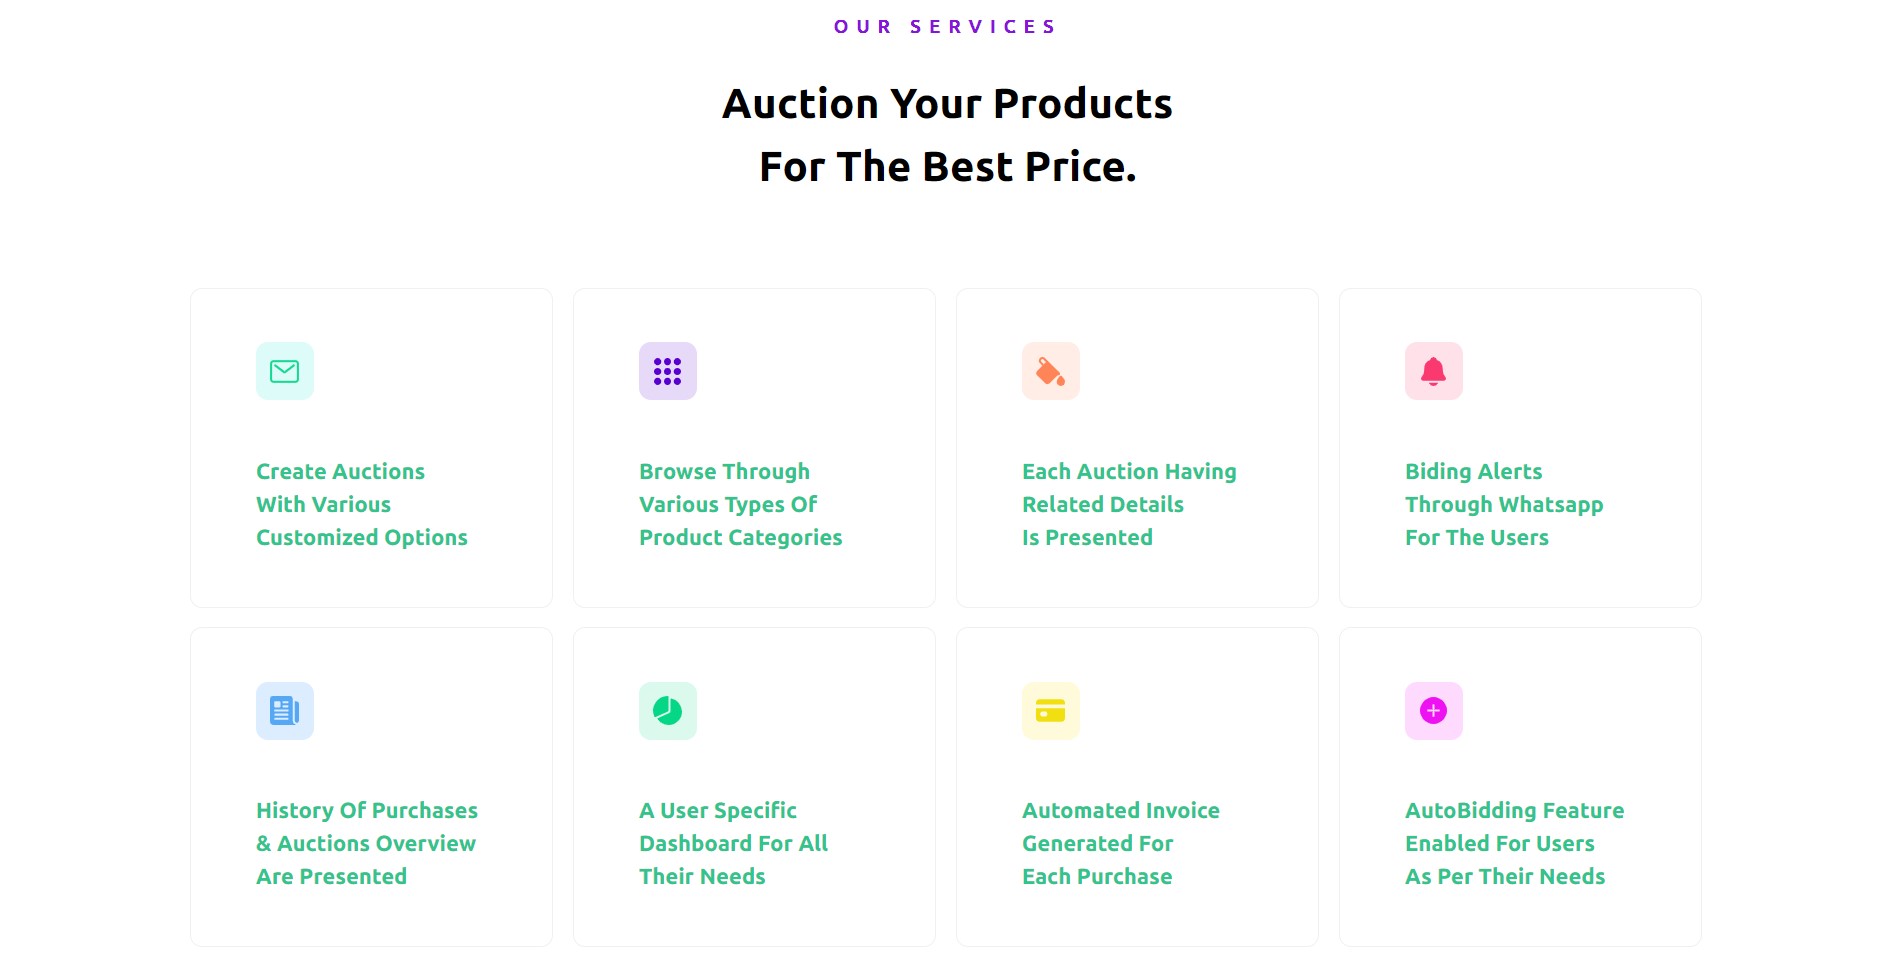 OUR SERVICES
Auction Your Products
For The Best Price.
Create Auctions
With Various
Customized Options
Browse Through
Various Types Of
Product Categories
Each Auction Having
Related Details
Is Presented
Biding Alerts
Through Whatsapp
For The Users
History Of Purchases
& Auctions Overview
Are Presented
A User Specific
Dashboard For All
Their Needs
Automated Invoice
Generated For
Each Purchase
AutoBidding Feature
Enabled For Users
As Per Their Needs